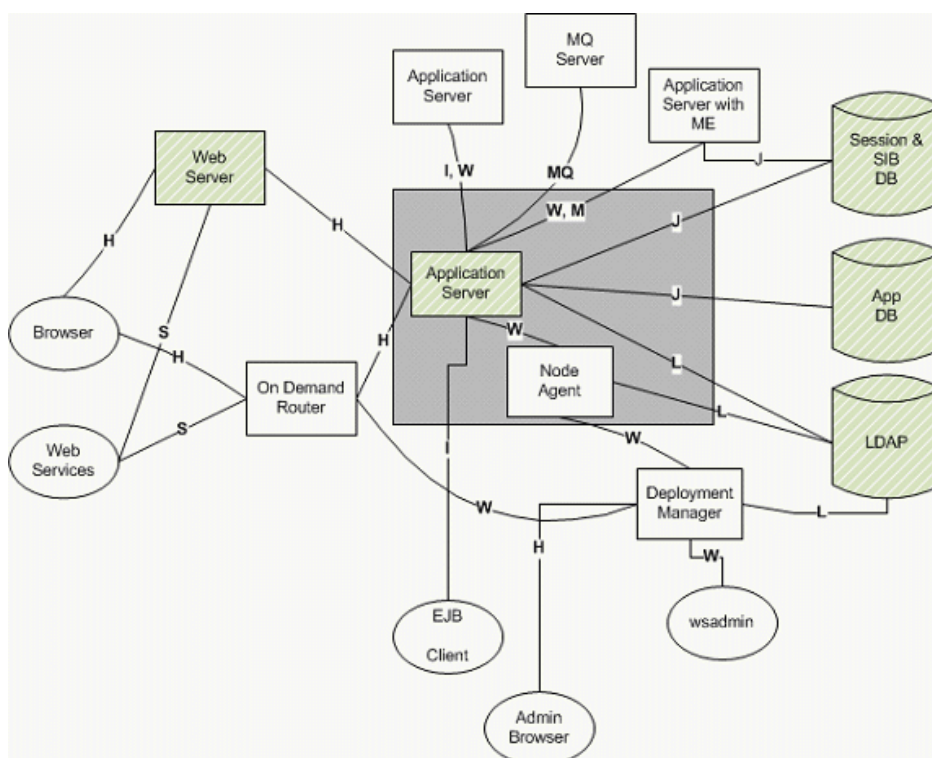 MQ
Server
Application
Server
Application
Server with
ME
Session &
SIB
DB
Web
Server
J
I, W
MQ
W, M
H
J
H
Application
Server
J
App
DB
Browser
S
H
H
W
L
Node
Agent
On Demand
Router
L
S
LDAP
Web
Services
I
W
Deployment
Manager
W
L
H
W
EJB
Client
wsadmin
Admin
Browser